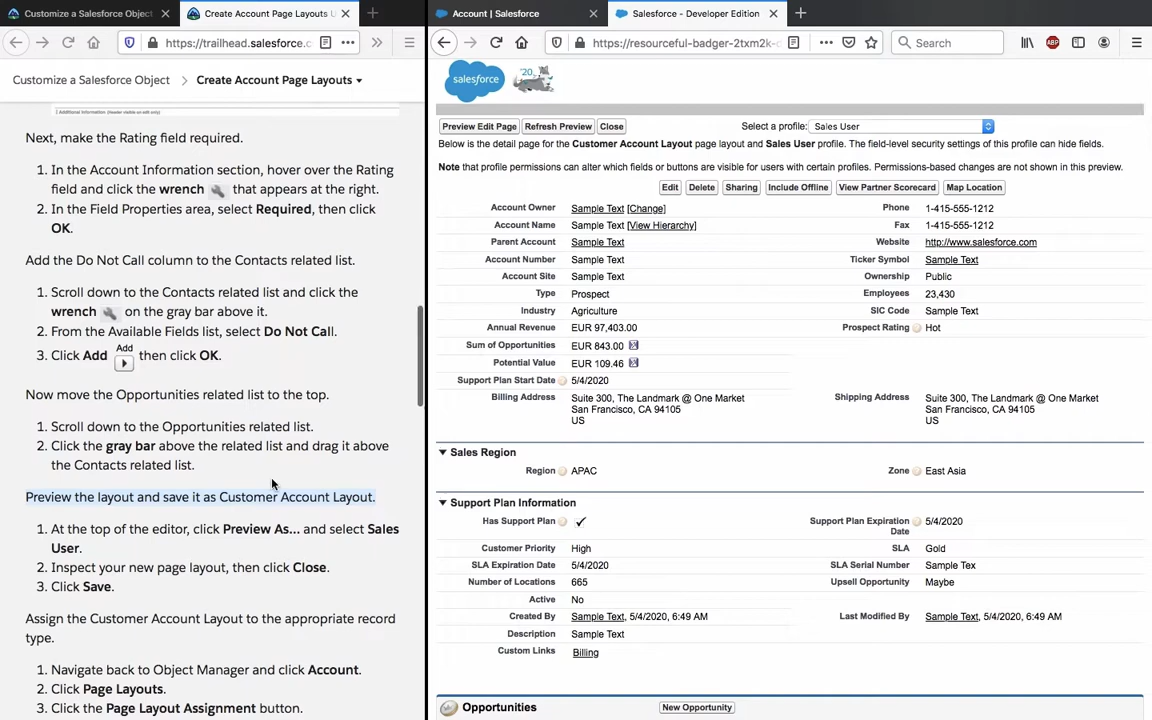 Customize a Salesforce Object
Create Account Page Layouts U
https://trailhead.salesforce.c
Customize a Salesforce Object
Create Account Page Layouts
[ Additional Information (Header visible on edit only)
Next, make the Rating field required.
1. In the Account Information section, hover over the Rating
field and click the wrench that appears at the right.
2. In the Field Properties area, select Required, then click
OK.
Add the Do Not Call column to the Contacts related list.
1. Scroll down to the Contacts related list and click the
wrench on the gray bar above it.
2. From the Available Fields list, select Do Not Call.
Add
3. Click Add then click OK.
Now move the Opportunities related list to the top.
1. Scroll down to the Opportunities related list.
2. Click the gray bar above the related list and drag it above
the Contacts related list.
Preview the layout and save it as Customer Account Layout.
1. At the top of the editor, click Preview As... and select Sales
User.
2. Inspect your new page layout, then click Close.
3. Click Save.
Assign the Customer Account Layout to the appropriate record
type.
1. Navigate back to Object Manager and click Account.
2. Click Page Layouts.
3. Click the Page Layout Assignment button.
Account | Salesforce
Salesforce - Developer Edition
https://resourceful-badger-2txm2k-
Search
ABP
salesforce
'20
Preview Edit Page
Refresh Preview
Close
Select a profile:
Sales User
Below is the detail page for the Customer Account Layout page layout and Sales User profile. The field-level security settings of this profile can hide fields.
Note that profile permissions can alter which fields or buttons are visible for users with certain profiles. Permissions-based changes are not shown in this preview.
Edit
Delete
Sharing
Include Offline
View Partner Scorecard
Map Location
Account Owner Sample Text [Change] Phone 1-415-555-1212
Account Name Sample Text [View Hierarchy] Fax 1-415-555-1212
Parent Account Sample Text Website http://www.salesforce.com
Account Number Sample Text Ticker Symbol Sample Text
Account Site Sample Text Ownership Public
Type Prospect Employees 23,430
Industry Agriculture SIC Code Sample Text
Annual Revenue EUR 97,403.00 Prospect Rating Hot
Sum of Opportunities EUR 843.00
Potential Value EUR 109.46
Support Plan Start Date 5/4/2020
Billing Address Suite 300, The Landmark @ One Market Shipping Address Suite 300, The Landmark @ One Market
San Francisco, CA 94105 San Francisco, CA 94105
US US
Sales Region
Region APAC Zone East Asia
Support Plan Information
Has Support Plan Support Plan Expiration 5/4/2020
Date
Customer Priority High SLA Gold
SLA Expiration Date 5/4/2020 SLA Serial Number Sample Tex
Number of Locations 665 Upsell Opportunity Maybe
Active No
Created By Sample Text, 5/4/2020, 6:49 AM Last Modified By Sample Text, 5/4/2020, 6:49 AM
Description Sample Text
Custom Links Billing
Opportunities
New Opportunity